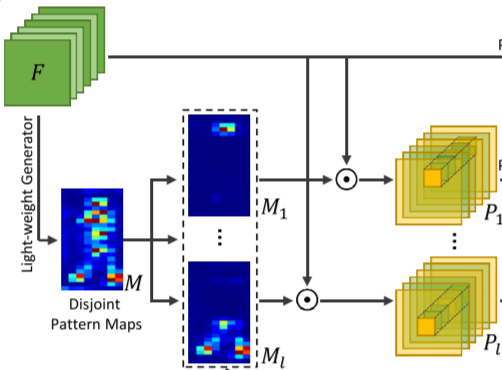 F
Light-weight Generator
M
Disjoint
Pattern Maps
M₁
...
Mₗ
P₁
...
Pₗ